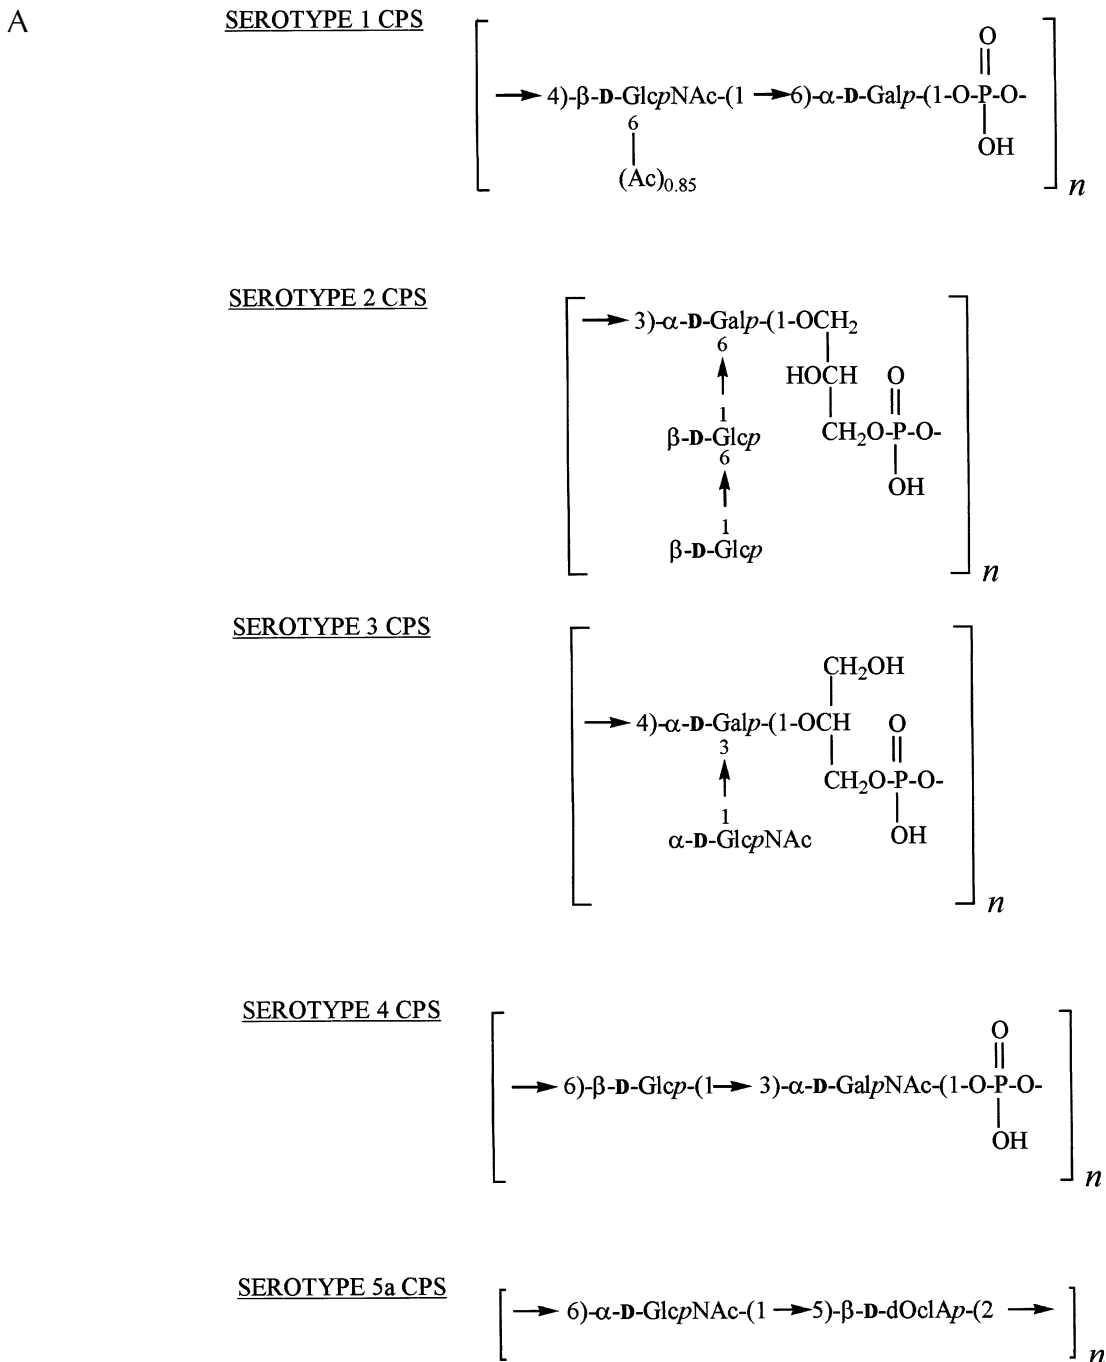 A
SEROTYPE 1 CPS
O
4)-β-D-GlcpNAc-(1 → 6)-α-D-Galp-(1-O-P-O-
6
OH
(Ac)0.85
n
SEROTYPE 2 CPS
→ 3)-α-D-Galp-(1-OCH2
6
HOCH O
1
β-D-Glcp CH2O-P-O-
6
OH
1
β-D-Glcp
n
SEROTYPE 3 CPS
CH2OH
→ 4)-α-D-Galp-(1-OCH O
3
CH2O-P-O-
1
α-D-GlcpNAc OH
n
SEROTYPE 4 CPS
O
→ 6)-β-D-Glcp-(1→ 3)-α-D-GalpNAc-(1-O-P-O-
OH
n
SEROTYPE 5a CPS
→ 6)-α-D-GlcpNAc-(1 →5)-β-D-dOclAp-(2 →
n